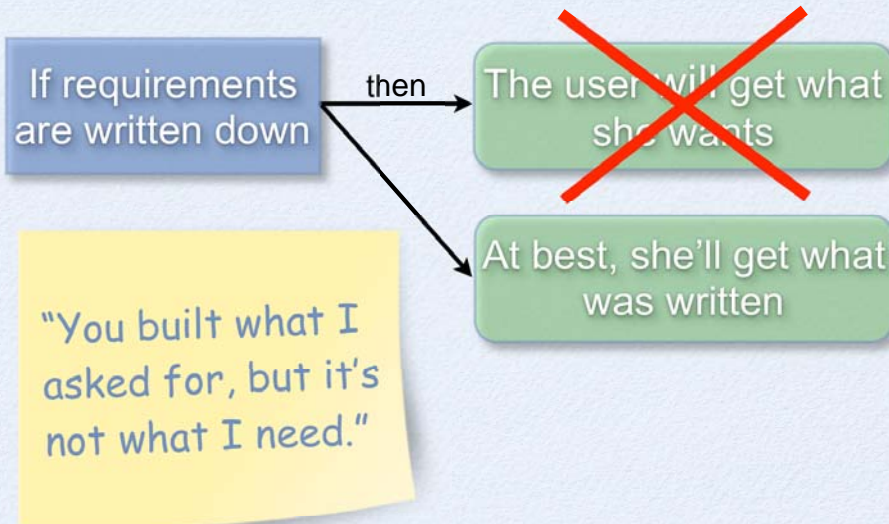 If requirements
are written down
then
The user will get what
she wants
At best, she'll get what
was written
"You built what I
asked for, but it's
not what I need."